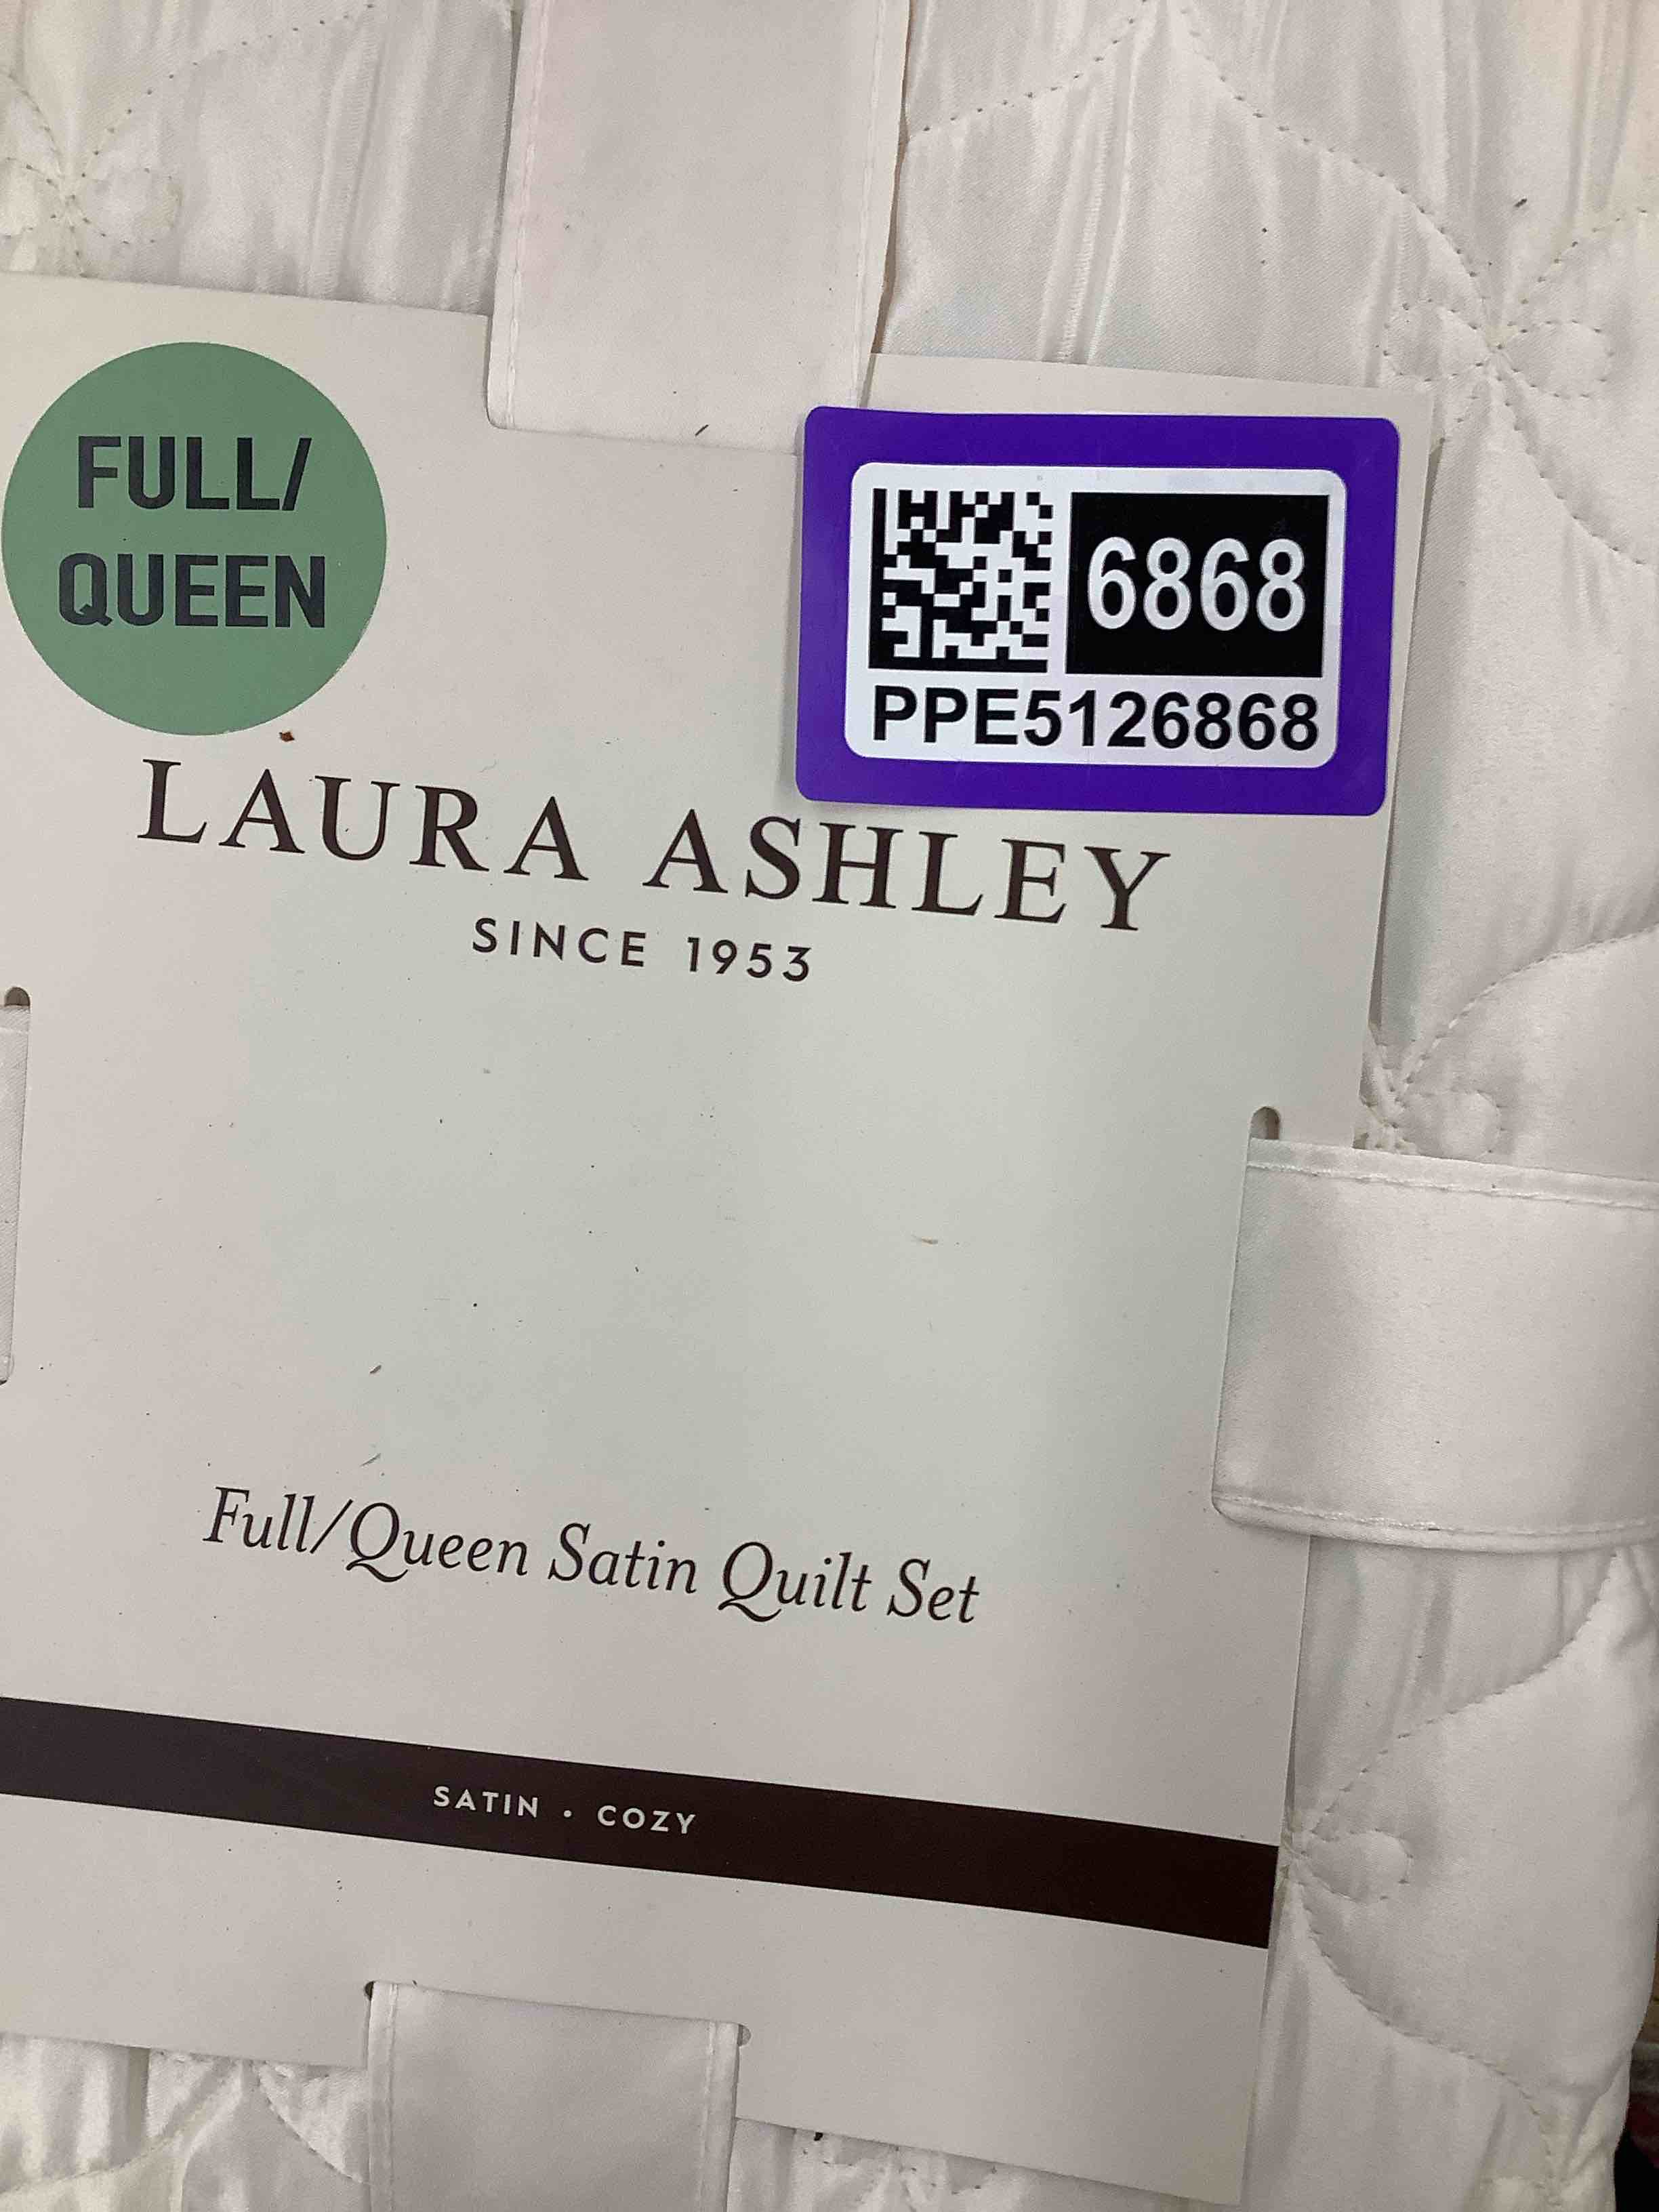 FULL/
QUEEN
6868
PPE5126868
LAURA ASHLEY
SINCE 1953
Full/Queen Satin Quilt Set
SATIN • COZY